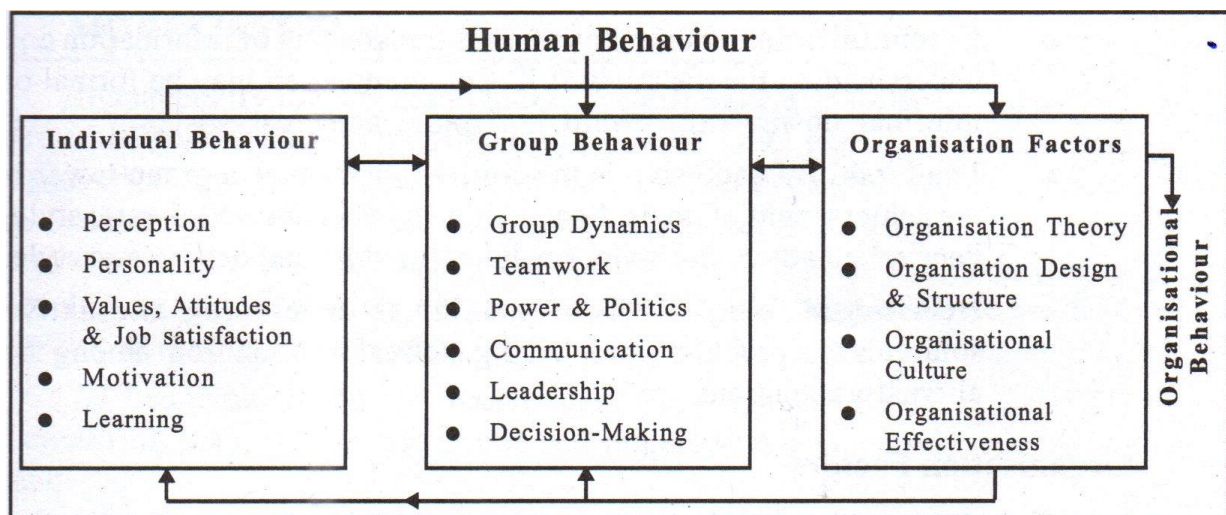 Human Behaviour
Individual Behaviour
• Perception
• Personality
• Values, Attitudes
& Job satisfaction
• Motivation
• Learning
Group Behaviour
• Group Dynamics
• Teamwork
• Power & Politics
• Communication
• Leadership
• Decision-Making
Organisation Factors
• Organisation Theory
• Organisation Design
& Structure
• Organisational
Culture
• Organisational
Effectiveness
Organisational
Behaviour